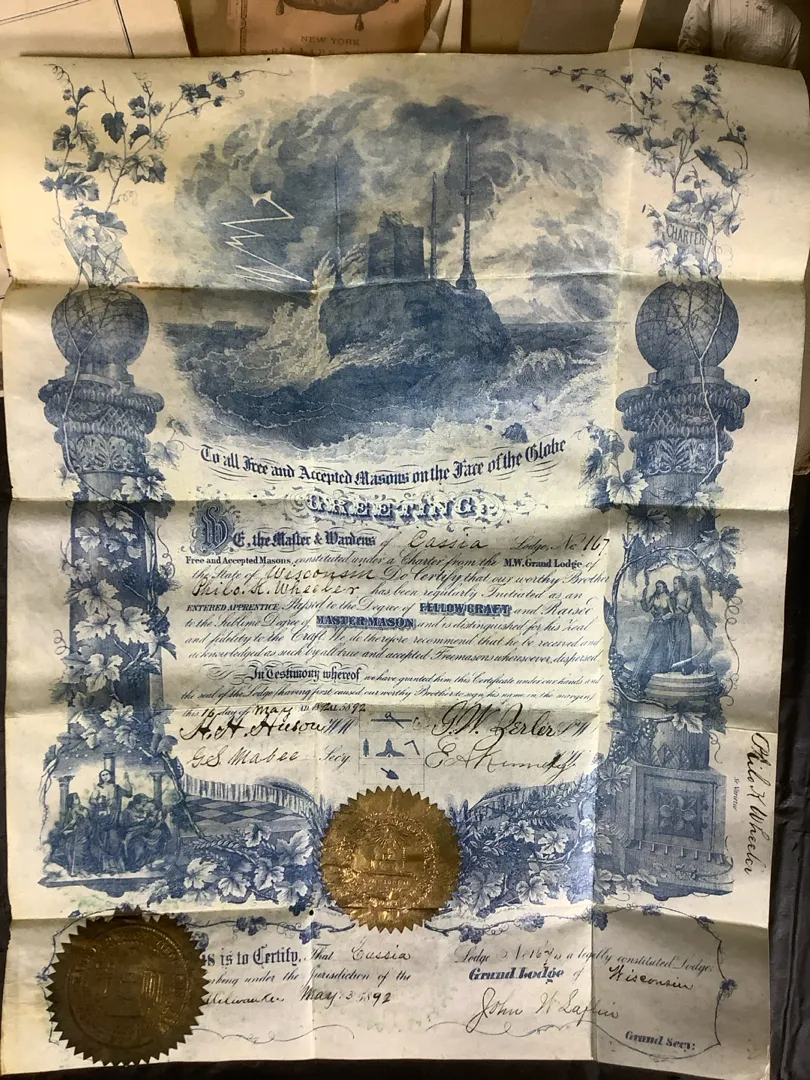 NEW YORK
CHARTER
To all Free and Accepted Masons on the Face of the Globe
GREETING:
WE, the Master & Wardens of Cassia Lodge, No. 167
Free and Accepted Masons, constituted under a Charter from the M.W. Grand Lodge of
the State of Wisconsin Do Certify that our worthy Brother
Philo. K. Wheeler has been regularly Initiated as an
ENTERED APPRENTICE, Passed to the Degree of FELLOW CRAFT and Raised
to the Sublime Degree of MASTER MASON and is distinguished for his zeal
and fidelity to the Craft. We do therefore recommend that he be received and
acknowledged as such by all true and accepted Freemasons wheresoever dispersed
In Testimony whereof we have granted him this Certificate under our hands and
the seal of the Lodge (having first caused our worthy Brother to sign his name in the margin)
this 16 day of May 1892
H. H. Huson W M
G. W. Zerler S W
G S Mabee Secy
E A J W
Philo K Wheeler
is to Certify, That Cassia Lodge No 167 is a legally constituted Lodge
working under the Jurisdiction of the Grand Lodge of Wisconsin
Milwaukee May 3 1892
John W Laflin
Grand Secy: